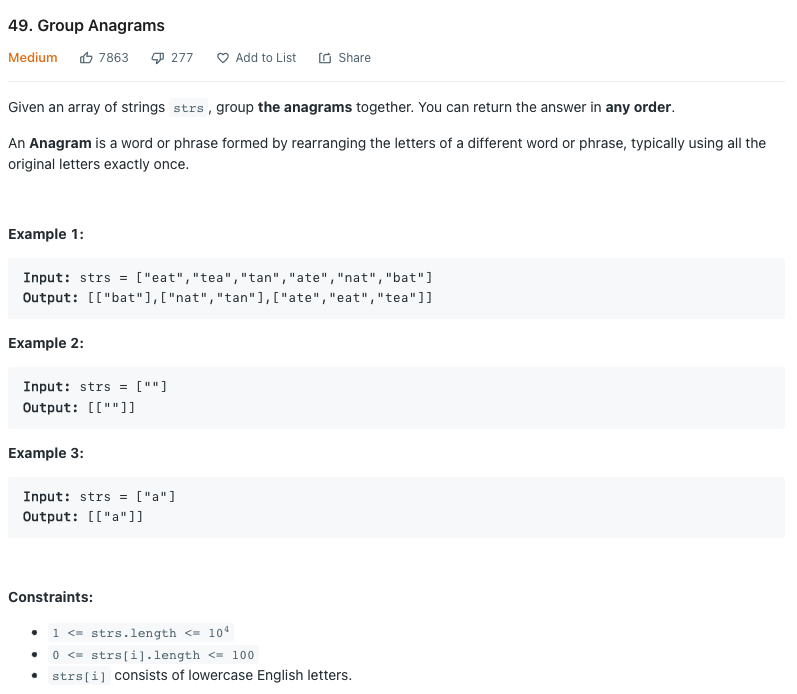 49. Group Anagrams
Medium 7863 277 Add to List Share
Given an array of strings strs, group the anagrams together. You can return the answer in any order.
An Anagram is a word or phrase formed by rearranging the letters of a different word or phrase, typically using all the
original letters exactly once.
Example 1:
Input: strs = ["eat","tea","tan","ate","nat","bat"]
Output: [["bat"],["nat","tan"],["ate","eat","tea"]]
Example 2:
Input: strs = [""]
Output: [[""]]
Example 3:
Input: strs = ["a"]
Output: [["a"]]
Constraints:
• 1 <= strs.length <= 10⁴
• 0 <= strs[i].length <= 100
• strs[i] consists of lowercase English letters.